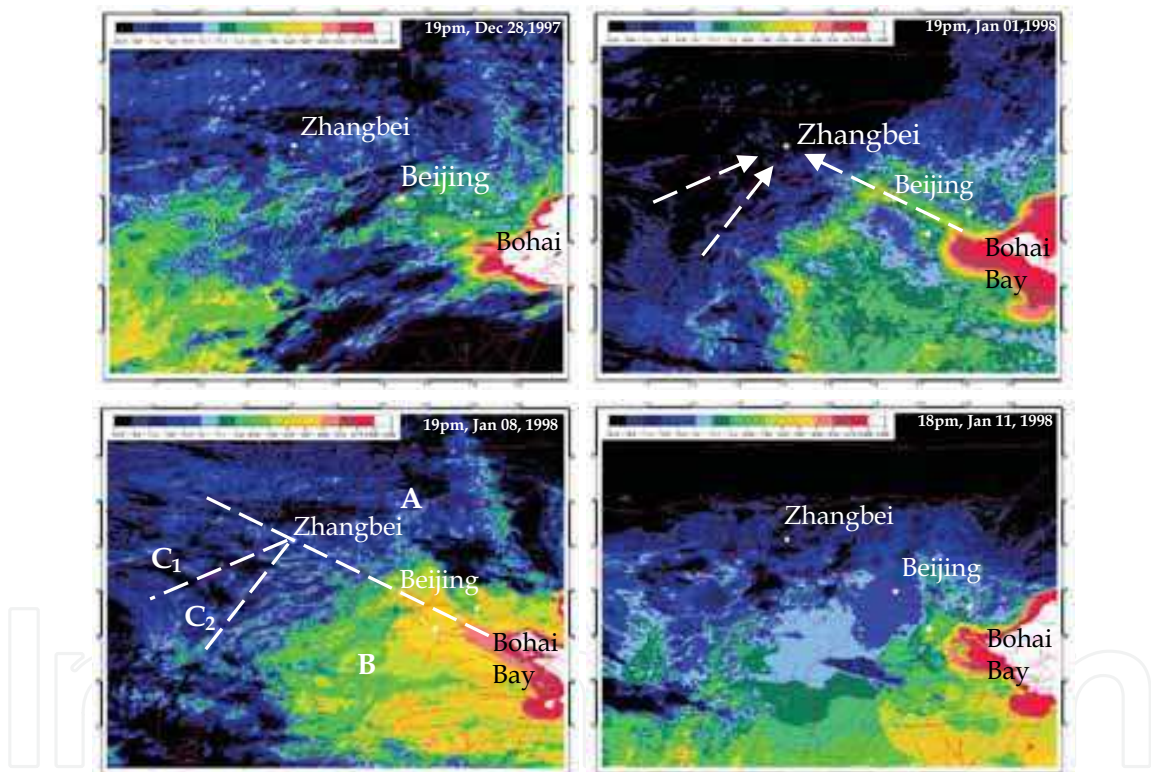 19pm, Dec 28,1997
Zhangbei
Beijing
Bohai
19pm, Jan 01,1998
Zhangbei
Beijing
Bohai
Bay
19pm, Jan 08, 1998
A
Zhangbei
C1
Beijing
C2
Bohai
Bay
B
18pm, Jan 11, 1998
Zhangbei
Beijing
Bohai
Bay